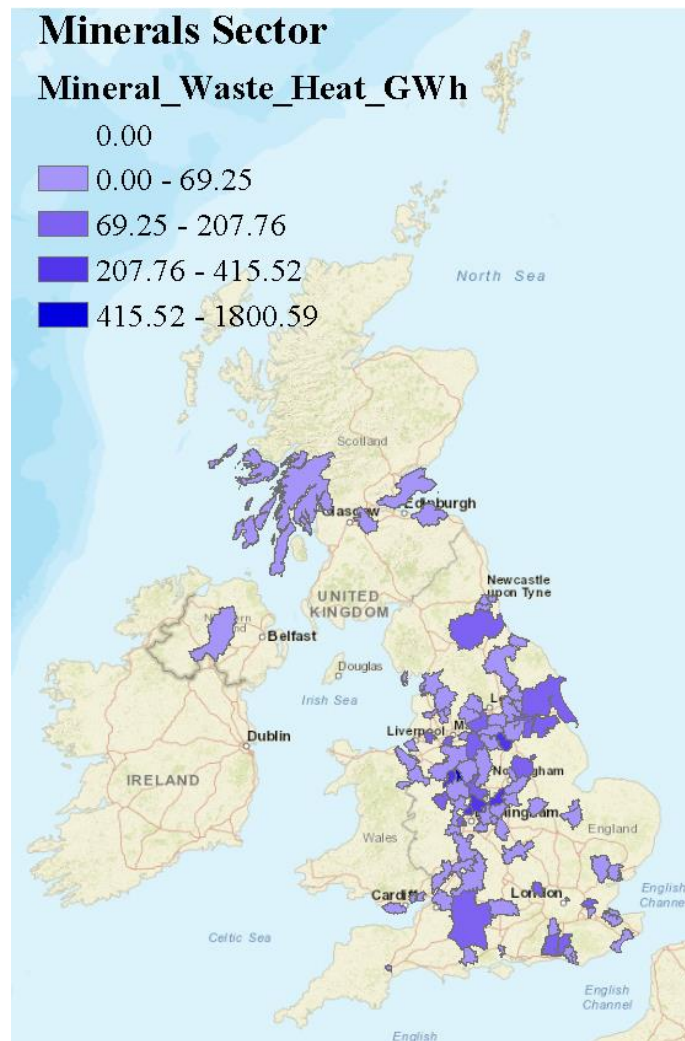 Minerals Sector
Mineral_Waste_Heat_GWh
0.00
0.00 - 69.25
69.25 - 207.76
207.76 - 415.52
415.52 - 1800.59
North Sea
Scotland
Edinburgh
UNITED
KINGDOM
Newcastle
upon Tyne
Belfast
Douglas
Irish Sea
Dublin
Liverpool
IRELAND
Wales
England
Cardiff
London
English
Channel
Celtic Sea
English
Channel
English